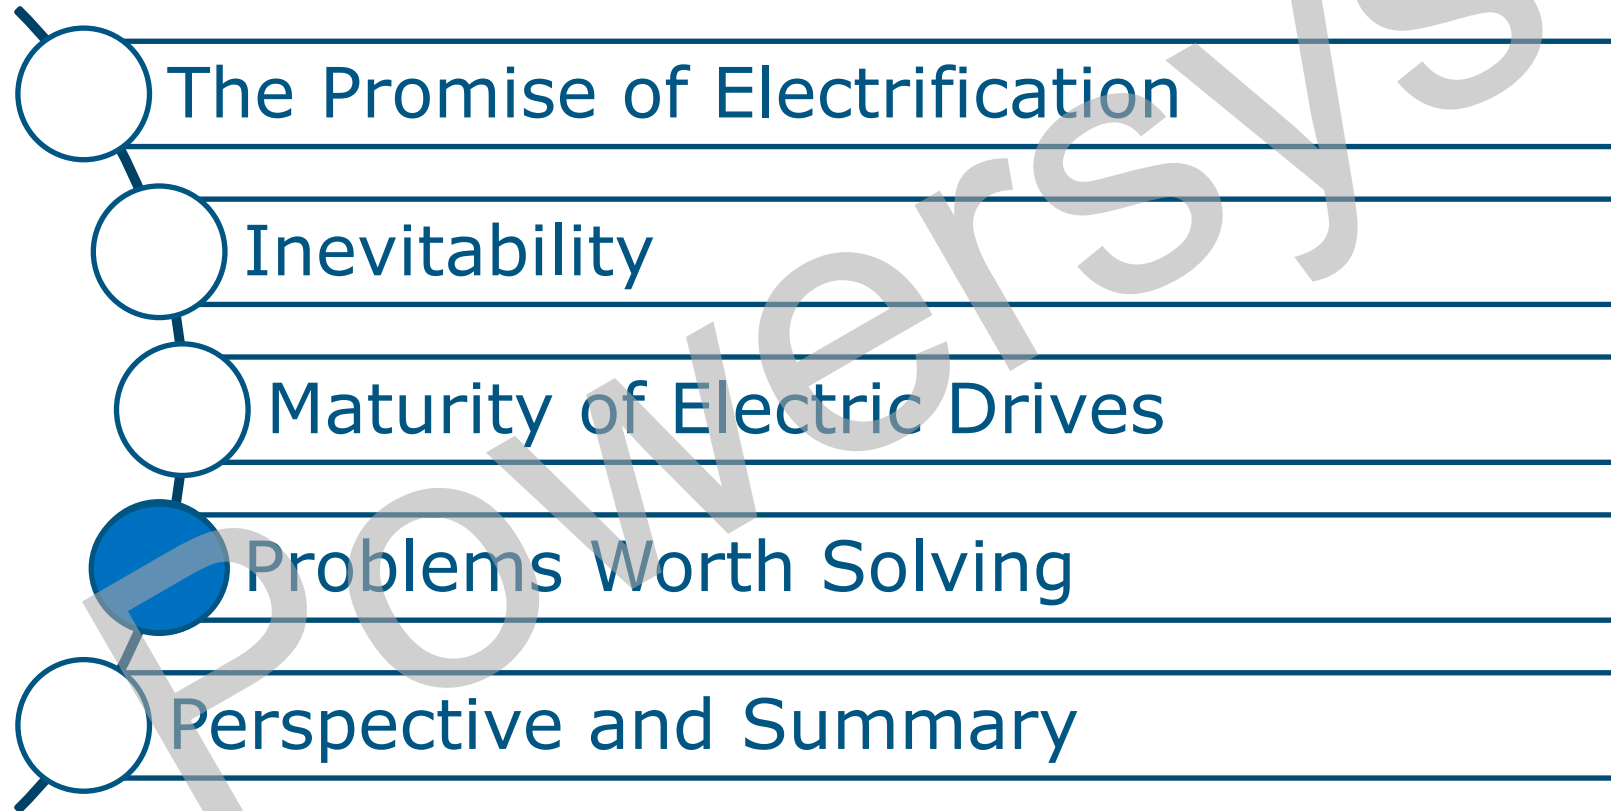 The Promise of Electrification
Inevitability
Maturity of Electric Drives
Problems Worth Solving
Perspective and Summary
Powersys